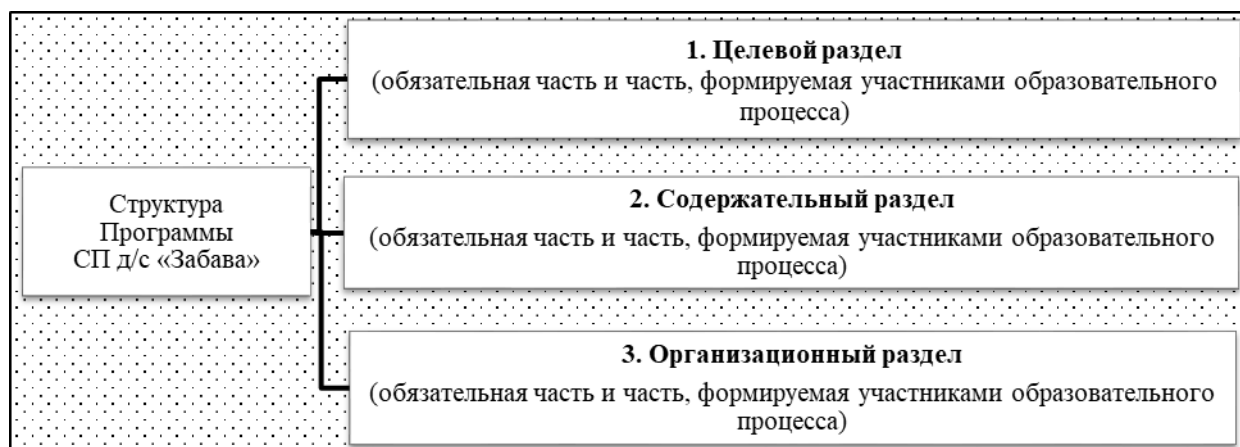 1. Целевой раздел
(обязательная часть и часть, формируемая участниками образовательного
процесса)
Структура
Программы
СП д/с «Забава»
2. Содержательный раздел
(обязательная часть и часть, формируемая участниками образовательного
процесса)
3. Организационный раздел
(обязательная часть и часть, формируемая участниками образовательного
процесса)